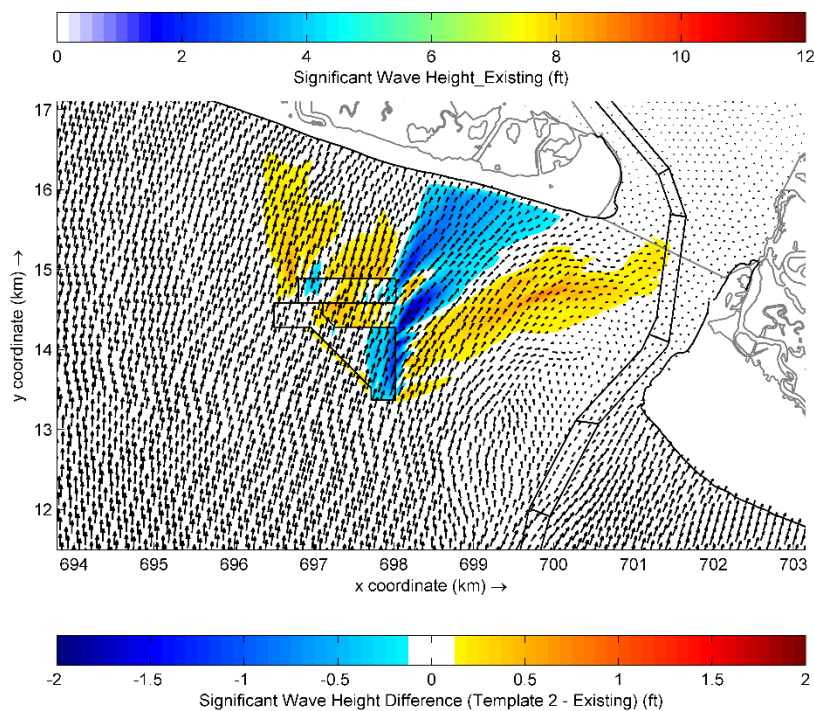 0 2 4 6 8 10 12
Significant Wave Height_Existing (ft)
17
16
15
14
13
12
y coordinate (km) →
694 695 696 697 698 699 700 701 702 703
x coordinate (km) →
-2 -1.5 -1 -0.5 0 0.5 1 1.5 2
Significant Wave Height Difference (Template 2 - Existing) (ft)